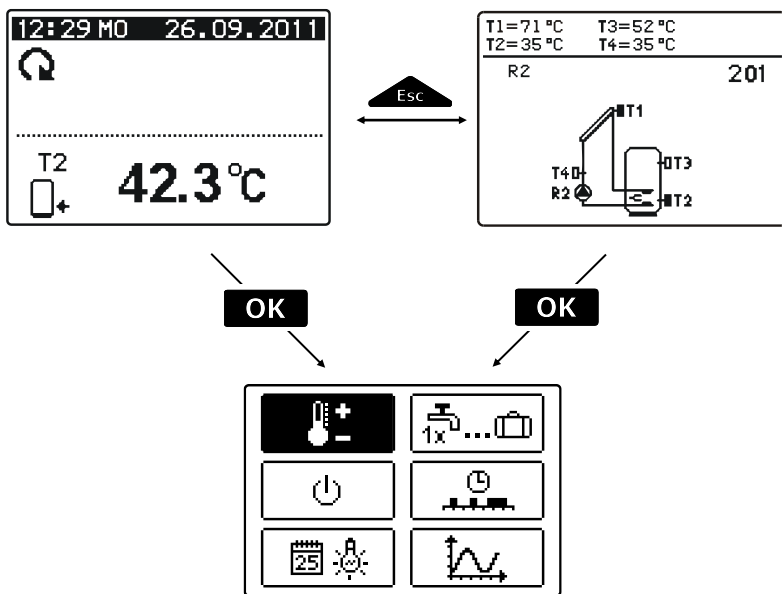 12:29 MO 26.09.2011
T2
42.3°C
Esc
T1=71°C T3=52°C
T2=35°C T4=35°C
R2 201
T1
T3
T4
R2
T2
OK
OK
1x ...
25